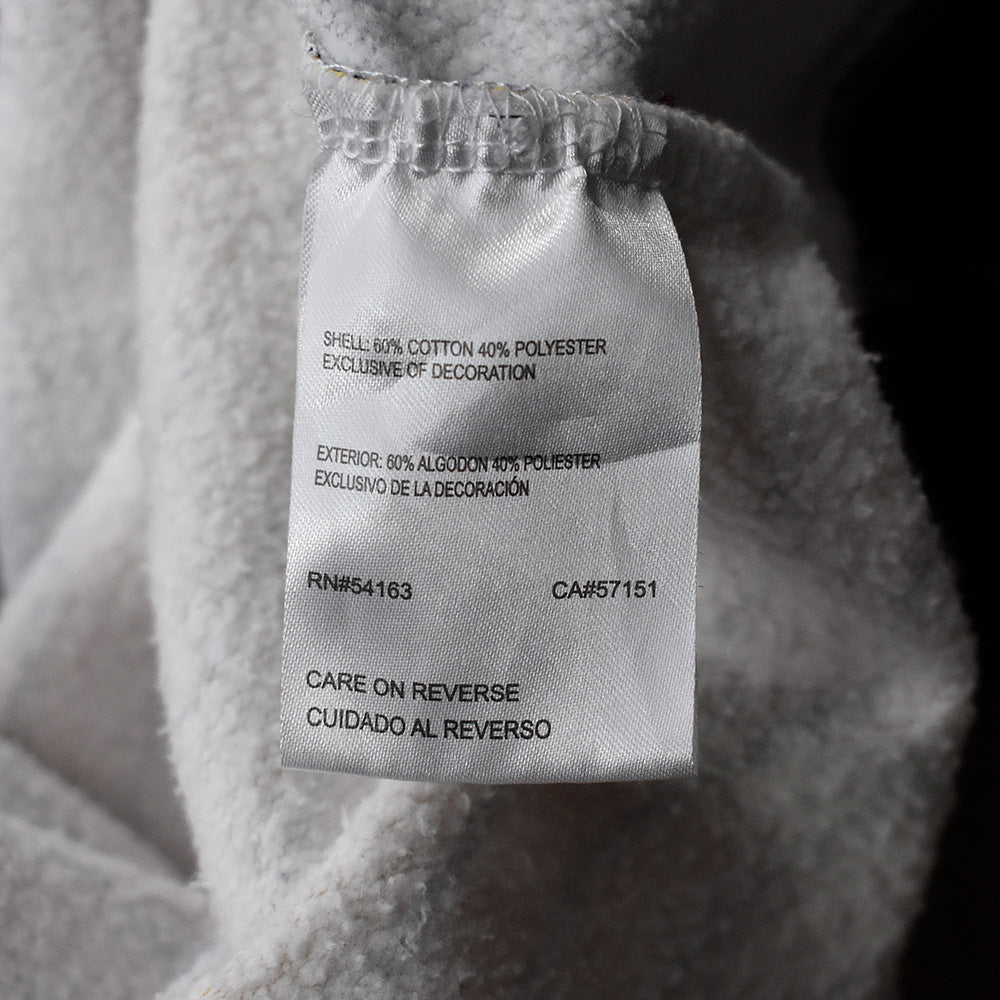 SHELL: 60% COTTON 40% POLYESTER
EXCLUSIVE OF DECORATION
EXTERIOR: 60% ALGODON 40% POLIESTER
EXCLUSIVO DE LA DECORACIÓN
RN#54163 CA#57151
CARE ON REVERSE
CUIDADO AL REVERSO